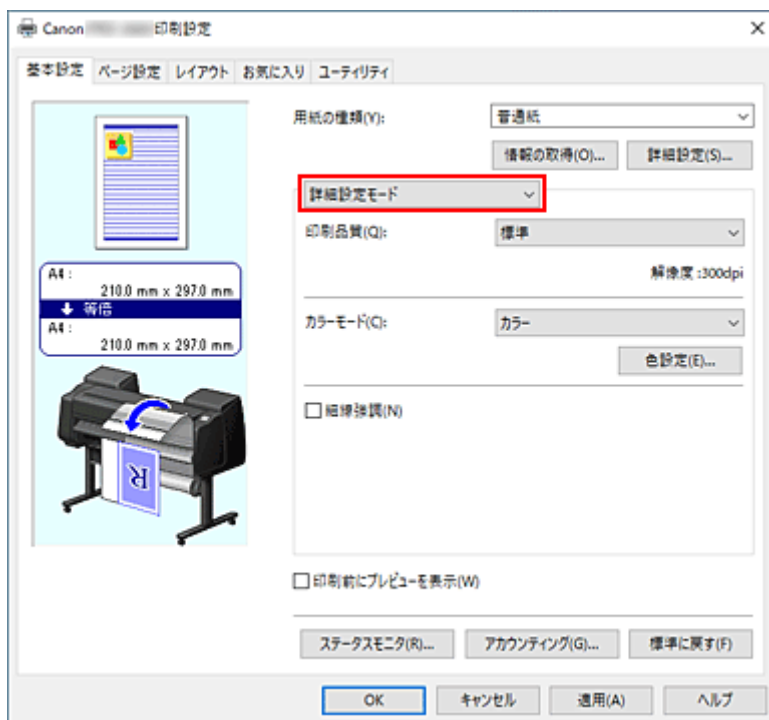 Canon 印刷設定
基本設定 ページ設定 レイアウト お気に入り ユーティリティ
用紙の種類(Y): 普通紙
情報の取得(O)... 詳細設定(S)...
詳細設定モード
印刷品質(Q): 標準
解像度 :300dpi
カラーモード(C): カラー
色設定(E)...
細線強調(N)
A4 :
210.0 mm x 297.0 mm
等倍
A4 :
210.0 mm x 297.0 mm
R
印刷前にプレビューを表示(W)
ステータスモニタ(R)... アカウンティング(G)... 標準に戻す(F)
OK キャンセル 適用(A) ヘルプ